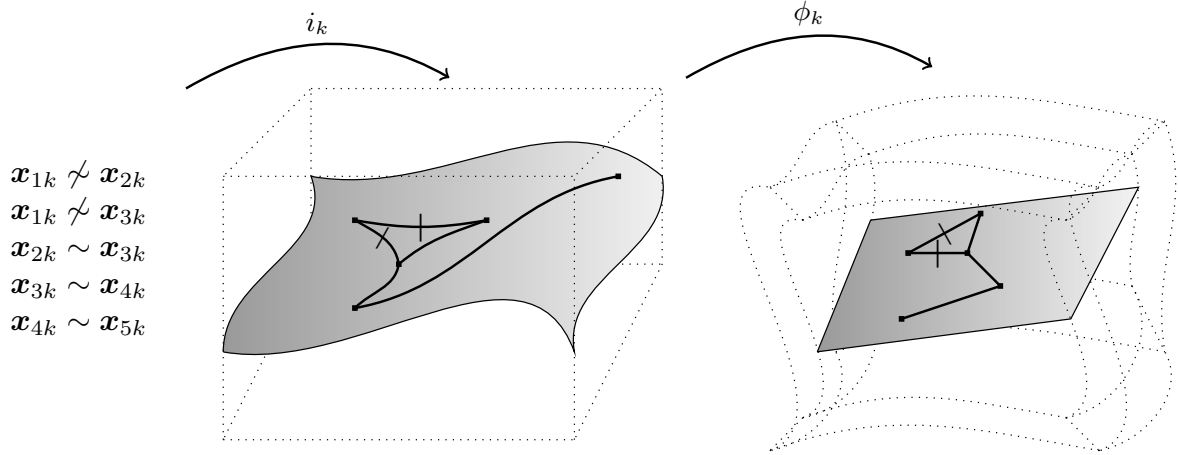 i_k
ϕ_k
x_{1k} ≁ x_{2k}
x_{1k} ≁ x_{3k}
x_{2k} ∼ x_{3k}
x_{3k} ∼ x_{4k}
x_{4k} ∼ x_{5k}